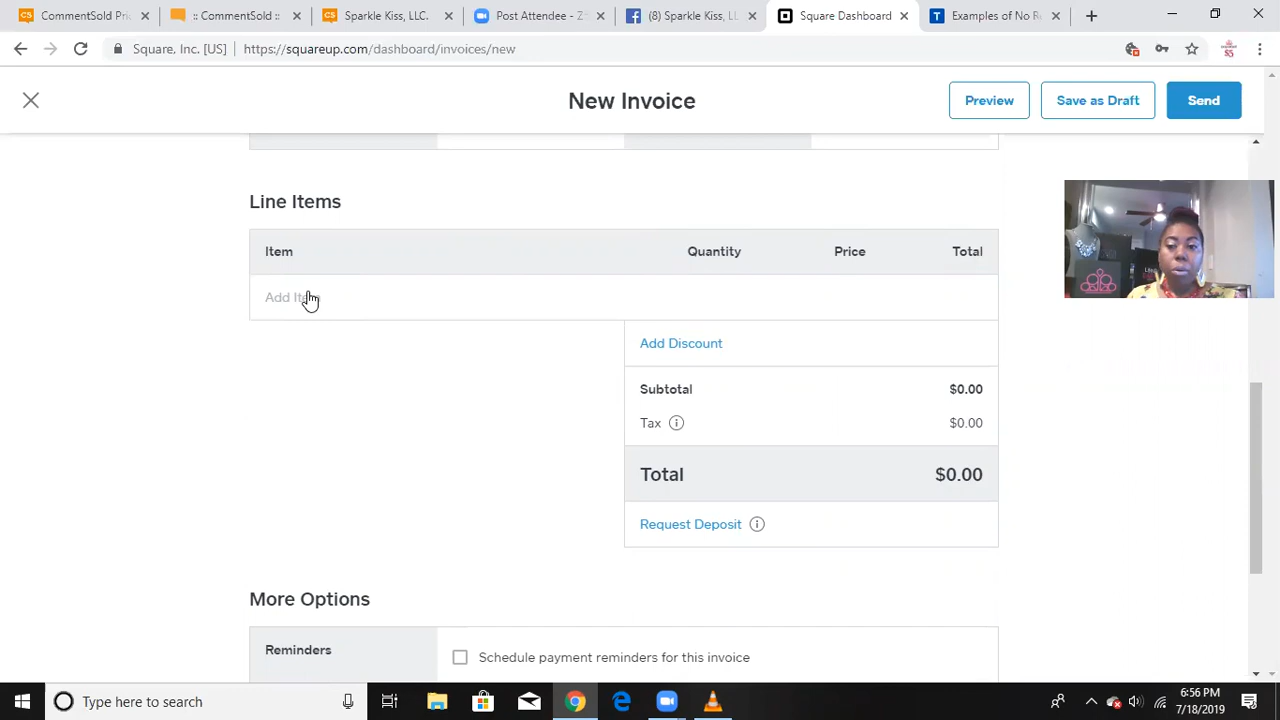 CommentSold Pric
:: CommentSold ::
Sparkle Kiss, LLC.
Post Attendee - Z
(8) Sparkle Kiss, LL
Square Dashboard
Examples of No, R
Square, Inc. [US] | https://squareup.com/dashboard/invoices/new
New Invoice
Preview
Save as Draft
Send
Line Items
Item Quantity Price Total
Add Item
Add Discount
Subtotal $0.00
Tax $0.00
Total $0.00
Request Deposit
More Options
Reminders
Schedule payment reminders for this invoice
Type here to search
6:56 PM
7/18/2019